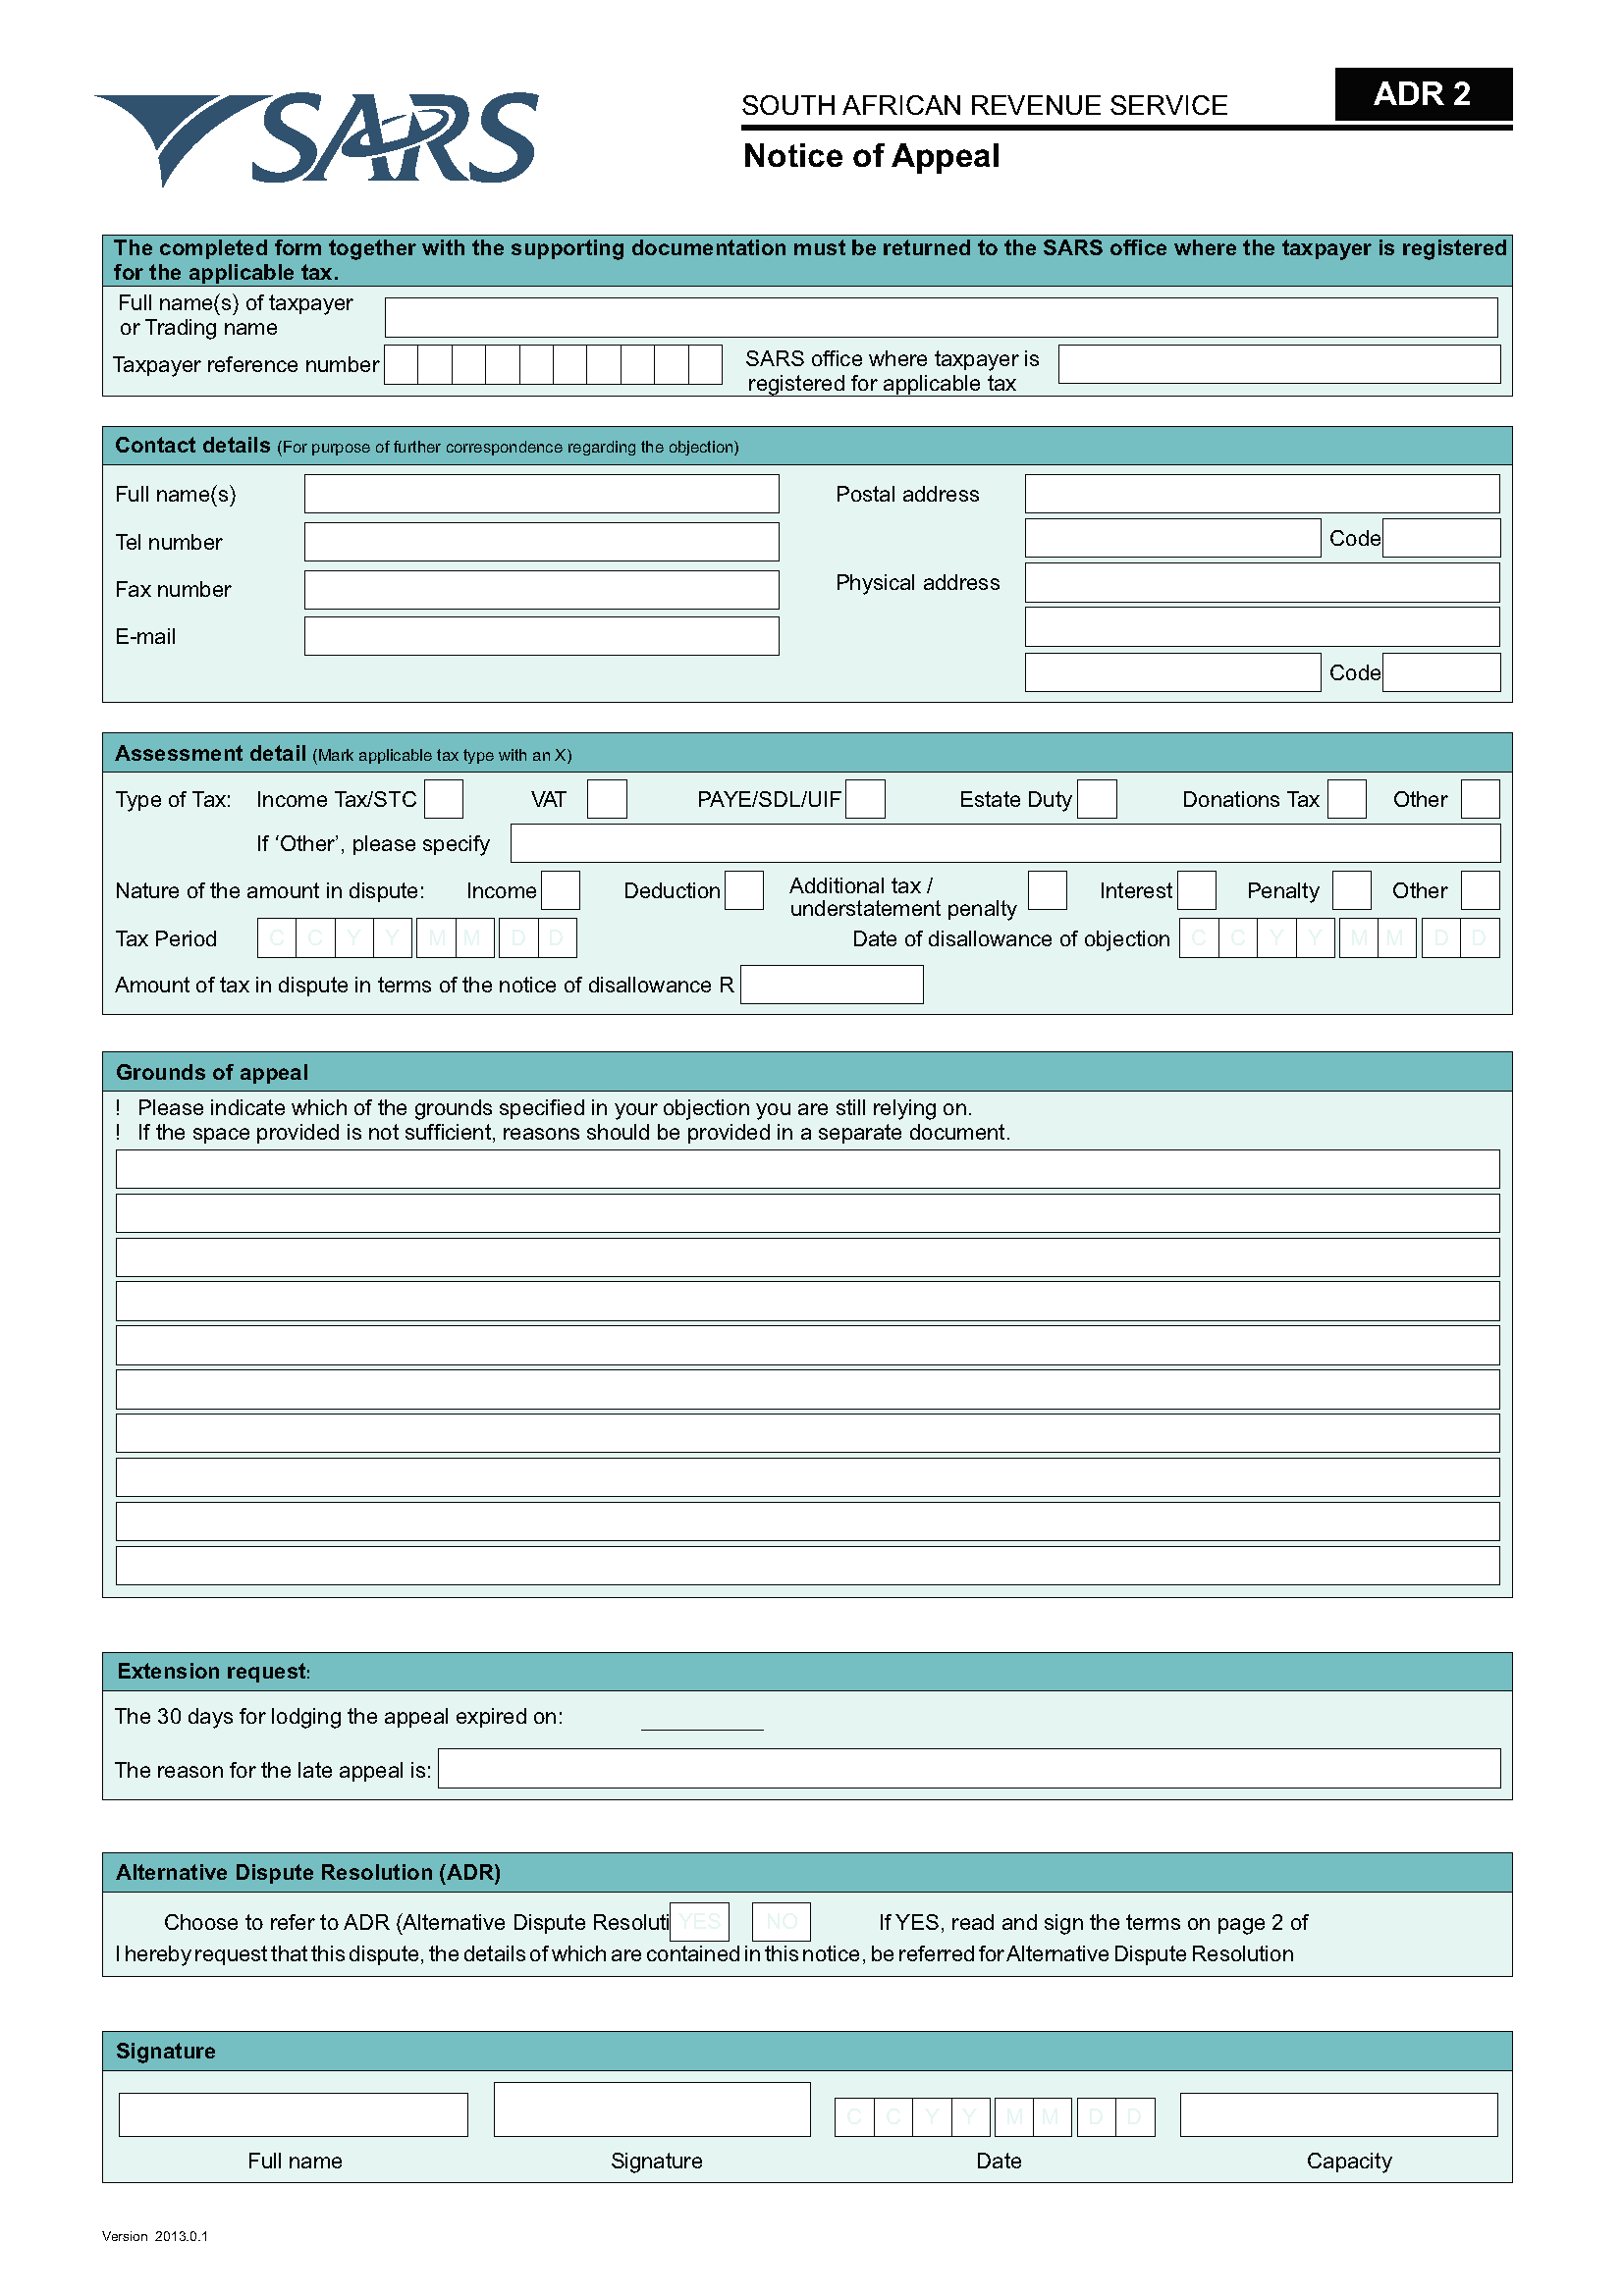 SARS
SOUTH AFRICAN REVENUE SERVICE
ADR 2
Notice of Appeal
The completed form together with the supporting documentation must be returned to the SARS office where the taxpayer is registered
for the applicable tax.
Full name(s) of taxpayer
or Trading name
Taxpayer reference number
SARS office where taxpayer is
registered for applicable tax
Contact details (For purpose of further correspondence regarding the objection)
Full name(s)
Postal address
Tel number
Code
Fax number
Physical address
E-mail
Code
Assessment detail (Mark applicable tax type with an X)
Type of Tax: Income Tax/STC VAT PAYE/SDL/UIF Estate Duty Donations Tax Other
If ‘Other’, please specify
Nature of the amount in dispute: Income Deduction Additional tax /
understatement penalty Interest Penalty Other
Tax Period C C Y Y M M D D Date of disallowance of objection C C Y Y M M D D
Amount of tax in dispute in terms of the notice of disallowance R
Grounds of appeal
! Please indicate which of the grounds specified in your objection you are still relying on.
! If the space provided is not sufficient, reasons should be provided in a separate document.
Extension request:
The 30 days for lodging the appeal expired on:
The reason for the late appeal is:
Alternative Dispute Resolution (ADR)
Choose to refer to ADR (Alternative Dispute Resoluti YES NO If YES, read and sign the terms on page 2 of
I hereby request that this dispute, the details of which are contained in this notice, be referred for Alternative Dispute Resolution
Signature
C C Y Y M M D D
Full name Signature Date Capacity
Version 2013.0.1